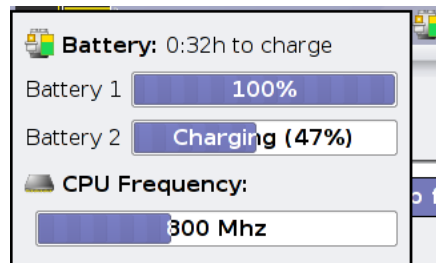 Battery: 0:32h to charge
Battery 1 100%
Battery 2 Charging (47%)
CPU Frequency:
800 Mhz